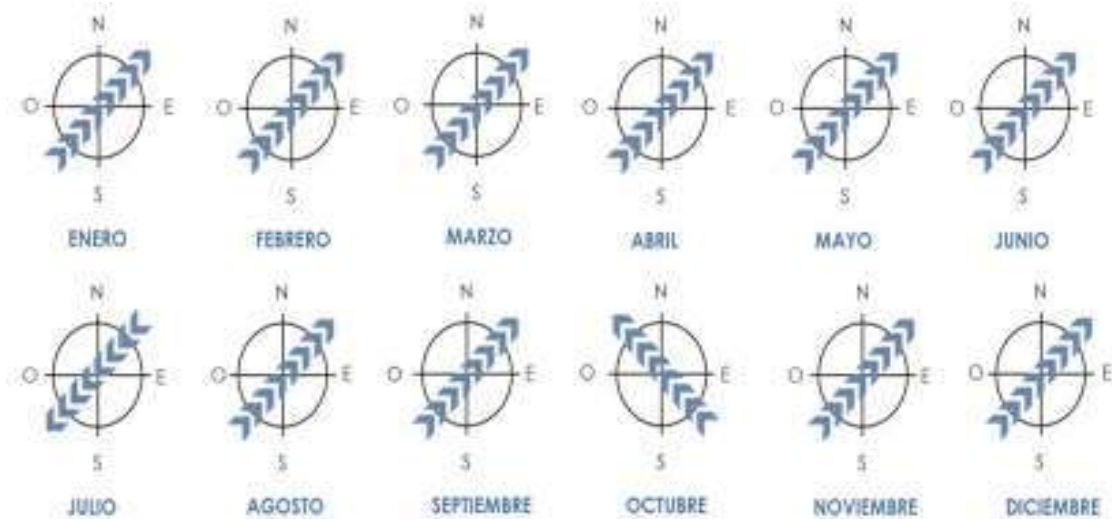 N N N N N N
O E O E O E O E O E O E
S S S S S S
ENERO FEBRERO MARZO ABRIL MAYO JUNIO
N N N N N N
O E O E O E O E O E O E
S S S S S S
JULIO AGOSTO SEPTIEMBRE OCTUBRE NOVIEMBRE DICIEMBRE